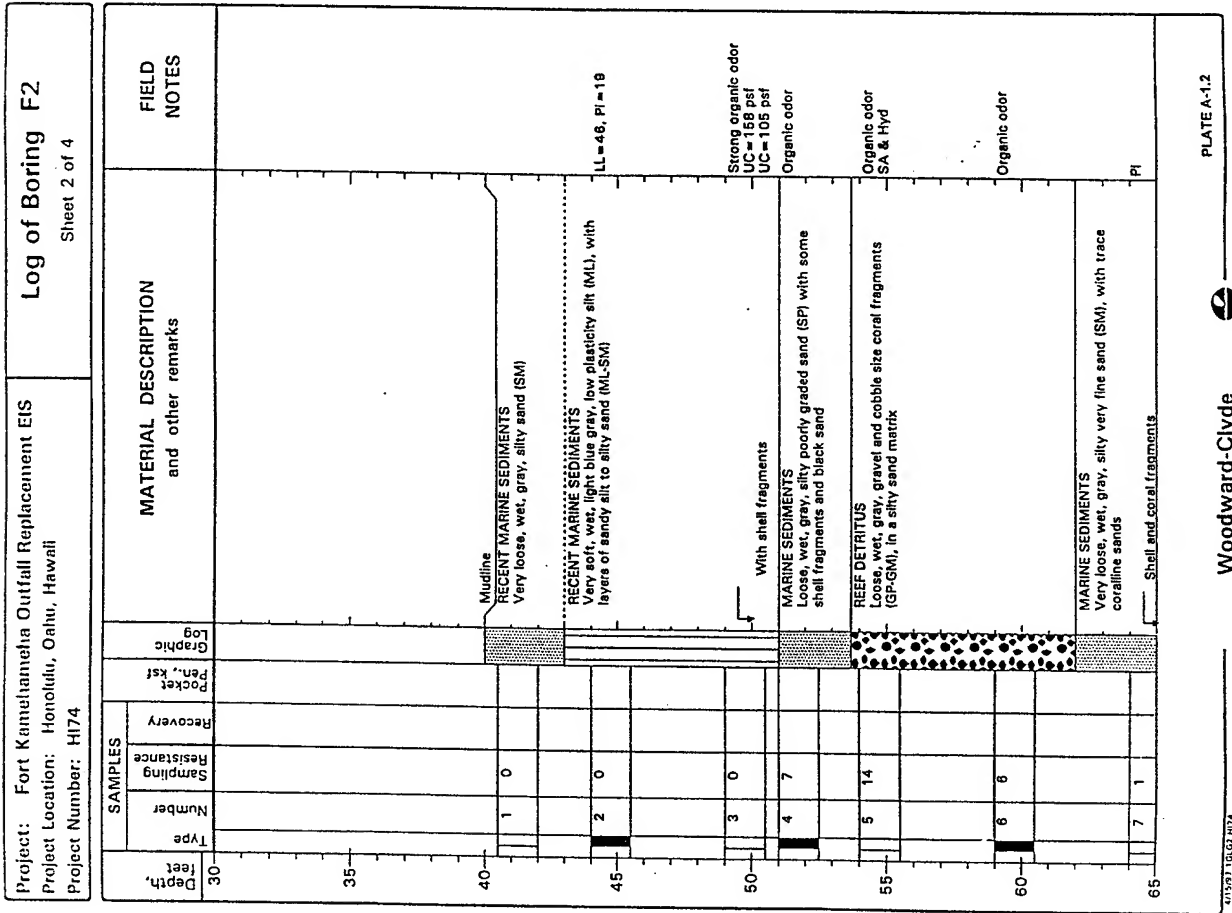 Project: Fort Kamehameha Outfall Replacement EIS
Project Location: Honolulu, Oahu, Hawaii
Project Number: HI74
Log of Boring F2
Sheet 2 of 4
Depth, feet
SAMPLES
Type
Number
Sampling Resistance
Recovery
Pocket Pen., ksf
Graphic Log
MATERIAL DESCRIPTION
and other remarks
FIELD
NOTES
30
35
40
Mudline
RECENT MARINE SEDIMENTS
Very loose, wet, gray, silty sand (SM)
1 0
RECENT MARINE SEDIMENTS
Very soft, wet, light blue gray, low plasticity silt (ML), with
layers of sandy silt to silty sand (ML-SM)
2 0
LL=46, PI=19
45
With shell fragments
3 0
Strong organic odor
UC=158 psf
UC=105 psf
50
MARINE SEDIMENTS
Loose, wet, gray, silty poorly graded sand (SP) with some
shell fragments and black sand
4 7
Organic odor
REEF DETRITUS
Loose, wet, gray, gravel and cobble size coral fragments
(GP-GM), in a silty sand matrix
5 14
Organic odor
SA & Hyd
55
6 6
Organic odor
60
MARINE SEDIMENTS
Very loose, wet, gray, silty very fine sand (SM), with trace
coralline sands
7 1
PI
Shell and coral fragments
65
Woodward-Clyde
PLATE A-1.2